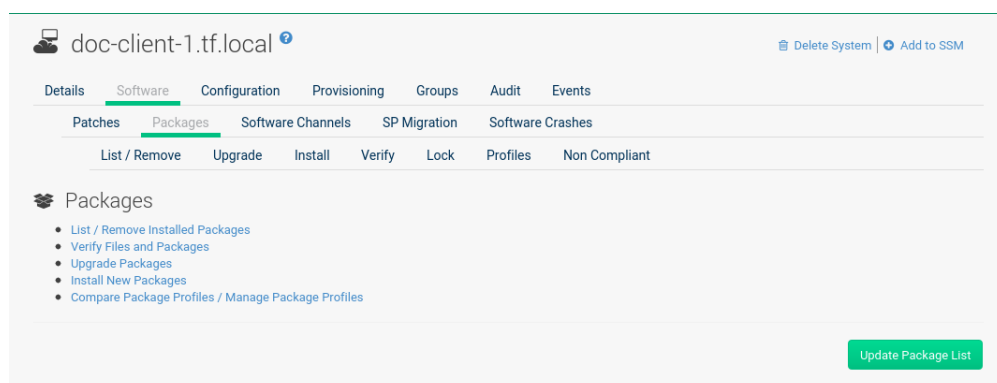 doc-client-1.tf.local ?
Delete System | Add to SSM
Details Software Configuration Provisioning Groups Audit Events
Patches Packages Software Channels SP Migration Software Crashes
List / Remove Upgrade Install Verify Lock Profiles Non Compliant
Packages
List / Remove Installed Packages
Verify Files and Packages
Upgrade Packages
Install New Packages
Compare Package Profiles / Manage Package Profiles
Update Package List